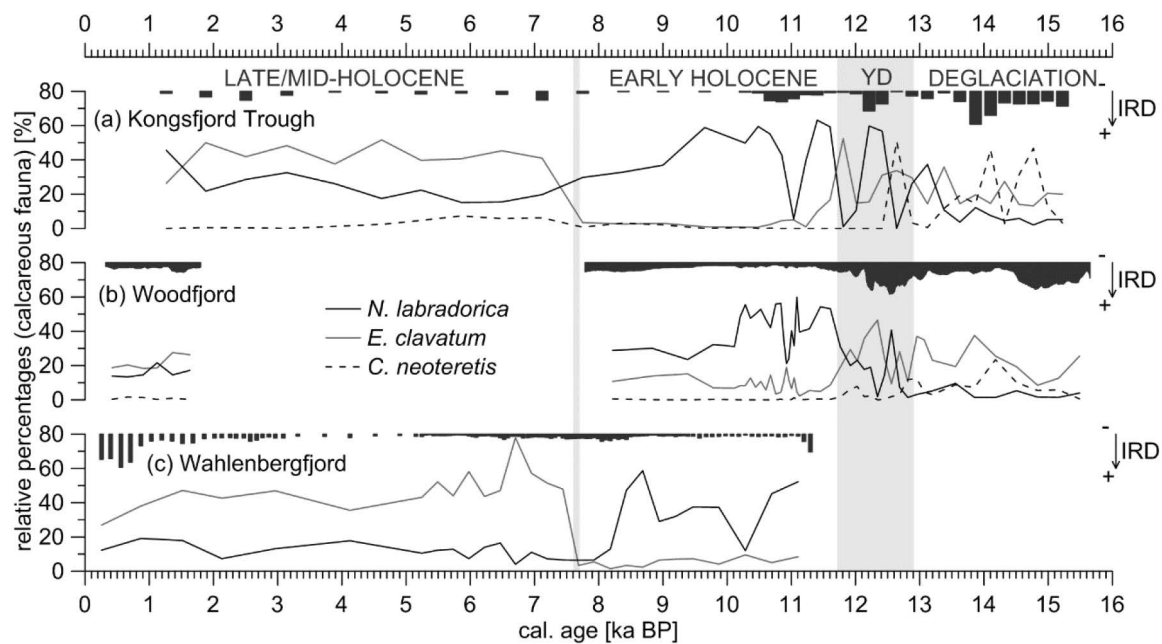 0 1 2 3 4 5 6 7 8 9 10 11 12 13 14 15 16
LATE/MID-HOLOCENE EARLY HOLOCENE YD DEGLACIATION
relative percentages (calcareous fauna) [%]
80
60
40
20
0
(a) Kongsfjord Trough
-
IRD
+
80
60
40
20
0
(b) Woodfjord
N. labradorica
E. clavatum
C. neoteretis
-
IRD
+
80
60
40
20
0
(c) Wahlenbergfjord
-
IRD
+
0 1 2 3 4 5 6 7 8 9 10 11 12 13 14 15 16
cal. age [ka BP]